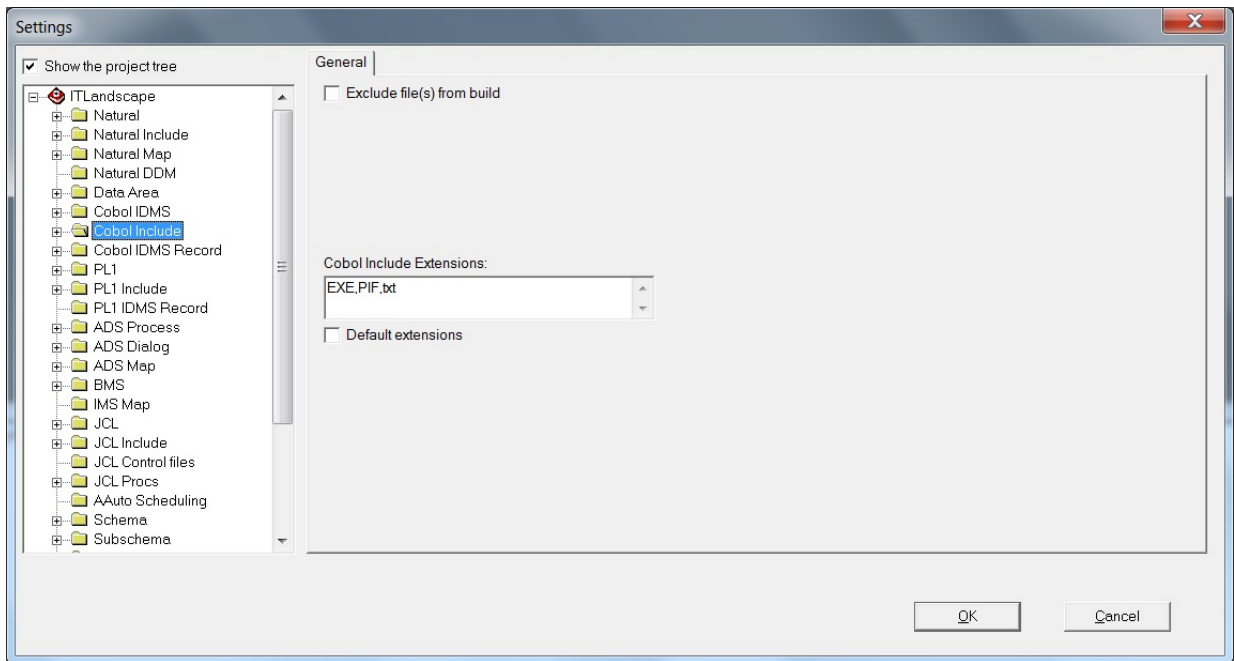 Settings
Show the project tree
ITLandscape
Natural
Natural Include
Natural Map
Natural DDM
Data Area
Cobol IDMS
Cobol Include
Cobol IDMS Record
PL1
PL1 Include
PL1 IDMS Record
ADS Process
ADS Dialog
ADS Map
BMS
IMS Map
JCL
JCL Include
JCL Control files
JCL Procs
AAuto Scheduling
Schema
Subschema
General
Exclude file(s) from build
Cobol Include Extensions:
EXE,PIF,txt
Default extensions
OK
Cancel